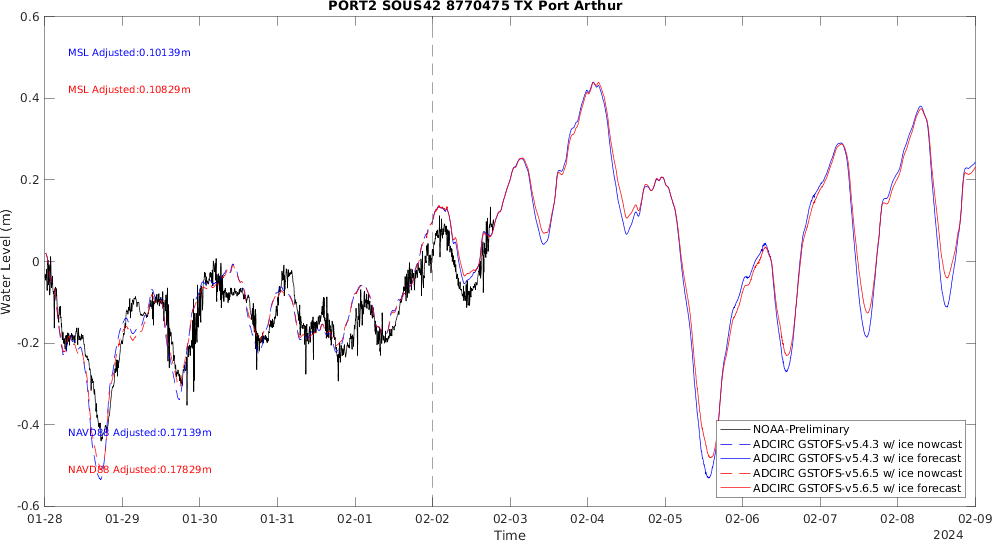 PORT2 SOUS42 8770475 TX Port Arthur
0.6
MSL Adjusted:0.10139m
MSL Adjusted:0.10829m
0.4
0.2
0
-0.2
-0.4
-0.6
Water Level (m)
NAVD88 Adjusted:0.17139m
NAVD88 Adjusted:0.17829m
NOAA-Preliminary
ADCIRC GSTOFS-v5.4.3 w/ ice nowcast
ADCIRC GSTOFS-v5.4.3 w/ ice forecast
ADCIRC GSTOFS-v5.6.5 w/ ice nowcast
ADCIRC GSTOFS-v5.6.5 w/ ice forecast
01-28 01-29 01-30 01-31 02-01 02-02 02-03 02-04 02-05 02-06 02-07 02-08 02-09
Time
2024